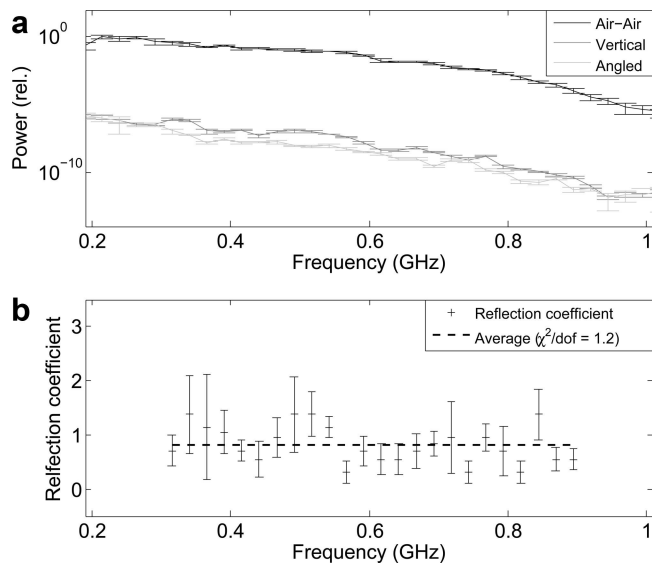 a
10⁰
10⁻¹⁰
Power (rel.)
Air−Air
Vertical
Angled
0.2 0.4 0.6 0.8 1
Frequency (GHz)
b
3
2
1
0
Relfection coefficient
Reflection coefficient
Average (χ²/dof = 1.2)
0.2 0.4 0.6 0.8 1
Frequency (GHz)